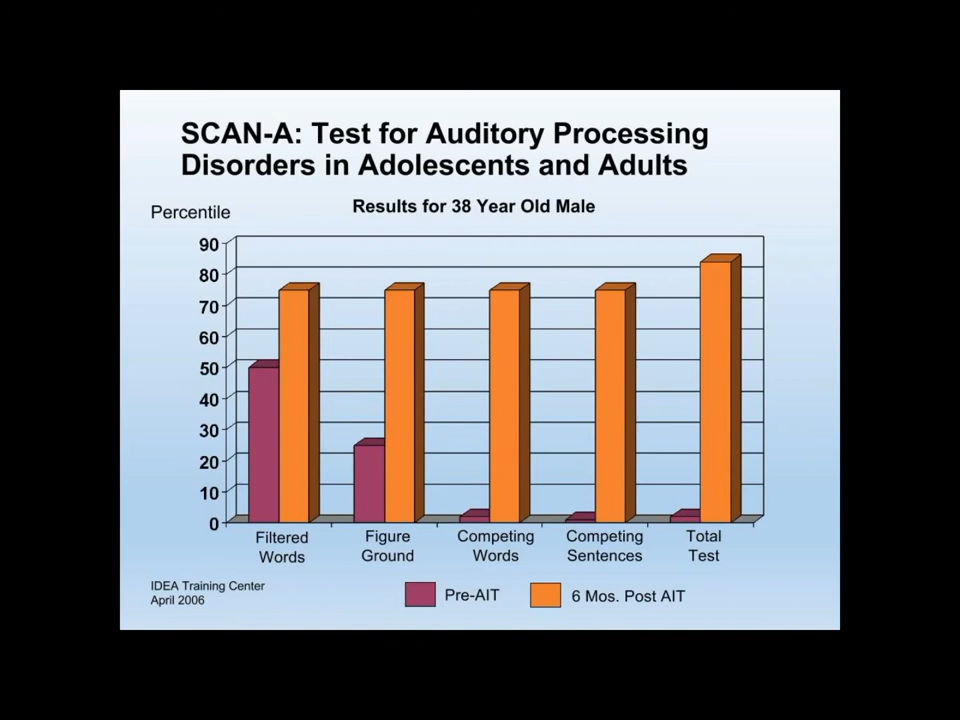 SCAN-A: Test for Auditory Processing
Disorders in Adolescents and Adults
Results for 38 Year Old Male
Percentile
90
80
70
60
50
40
30
20
10
0
Filtered
Words
Figure
Ground
Competing
Words
Competing
Sentences
Total
Test
IDEA Training Center
April 2006
Pre-AIT
6 Mos. Post AIT